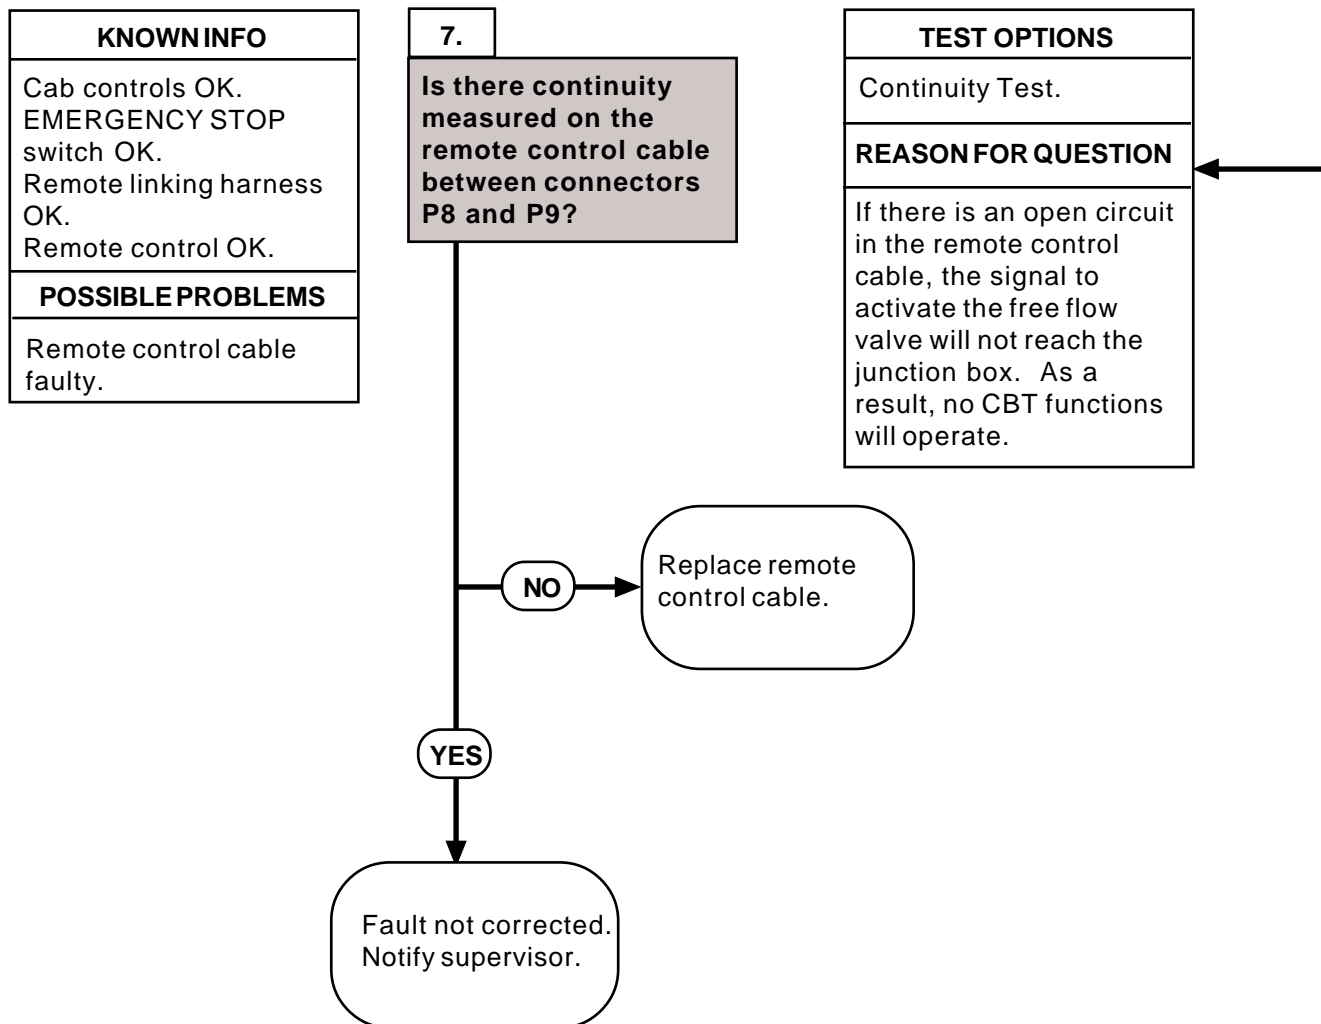 KNOWN INFO
Cab controls OK.
EMERGENCY STOP
switch OK.
Remote linking harness
OK.
Remote control OK.
POSSIBLE PROBLEMS
Remote control cable
faulty.
7.
Is there continuity
measured on the
remote control cable
between connectors
P8 and P9?
TEST OPTIONS
Continuity Test.
REASON FOR QUESTION
If there is an open circuit
in the remote control
cable, the signal to
activate the free flow
valve will not reach the
junction box. As a
result, no CBT functions
will operate.
NO
Replace remote
control cable.
YES
Fault not corrected.
Notify supervisor.